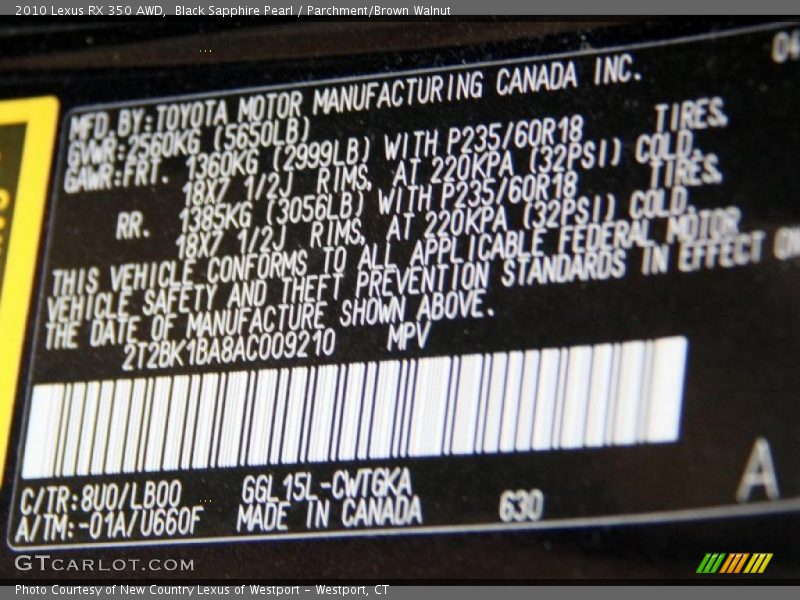 2010 Lexus RX 350 AWD, Black Sapphire Pearl / Parchment/Brown Walnut
04
MFD.BY:TOYOTA MOTOR MANUFACTURING CANADA INC.
GVWR:2560KG (5650LB)
GAWR:FRT. 1360KG (2999LB) WITH P235/60R18 TIRES,
18X7 1/2J RIMS, AT 220KPA (32PSI) COLD.
RR. 1385KG (3056LB) WITH P235/60R18 TIRES,
18X7 1/2J RIMS, AT 220KPA (32PSI) COLD.
THIS VEHICLE CONFORMS TO ALL APPLICABLE FEDERAL MOTOR
VEHICLE SAFETY AND THEFT PREVENTION STANDARDS IN EFFECT ON
THE DATE OF MANUFACTURE SHOWN ABOVE.
2T2BK1BA8AC009210 MPV
C/TR:8U0/LB00 GGL15L-CWTGKA
A/TM:-01A/U660F MADE IN CANADA 630 A
GTCARLOT.COM
Photo Courtesy of New Country Lexus of Westport - Westport, CT